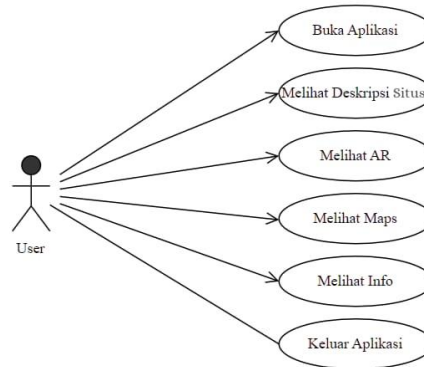 Buka Aplikasi
Melihat Deskripsi Situs
Melihat AR
Melihat Maps
User
Melihat Info
Keluar Aplikasi